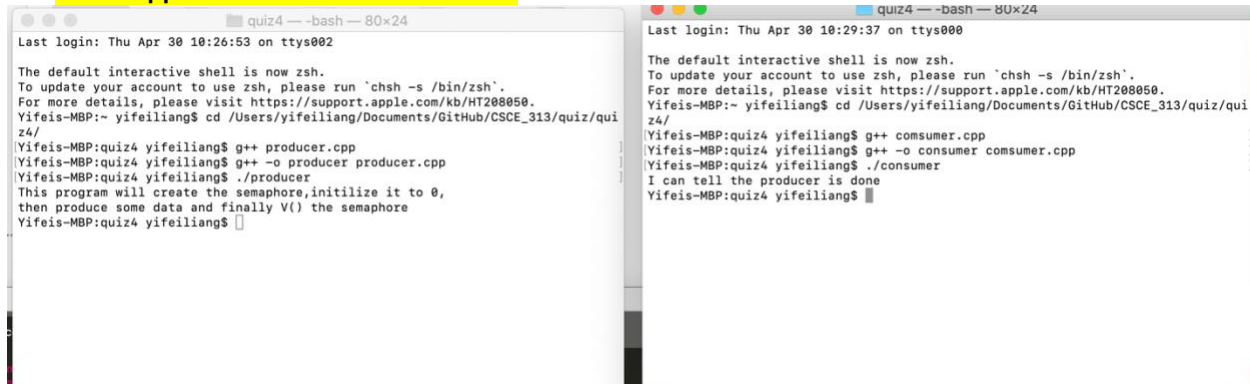 quiz4 — -bash — 80×24
Last login: Thu Apr 30 10:26:53 on ttys002
The default interactive shell is now zsh.
To update your account to use zsh, please run `chsh -s /bin/zsh`.
For more details, please visit https://support.apple.com/kb/HT208050.
Yifeis-MBP:~ yifeiliang$ cd /Users/yifeiliang/Documents/GitHub/CSCE_313/quiz/qui
z4/
[Yifeis-MBP:quiz4 yifeiliang$ g++ producer.cpp ]
[Yifeis-MBP:quiz4 yifeiliang$ g++ -o producer producer.cpp ]
[Yifeis-MBP:quiz4 yifeiliang$ ./producer ]
This program will create the semaphore,initilize it to 0,
then produce some data and finally V() the semaphore
Yifeis-MBP:quiz4 yifeiliang$
quiz4 — -bash — 80×24
Last login: Thu Apr 30 10:29:37 on ttys000
The default interactive shell is now zsh.
To update your account to use zsh, please run `chsh -s /bin/zsh`.
For more details, please visit https://support.apple.com/kb/HT208050.
Yifeis-MBP:~ yifeiliang$ cd /Users/yifeiliang/Documents/GitHub/CSCE_313/quiz/qui
z4/
[Yifeis-MBP:quiz4 yifeiliang$ g++ comsumer.cpp
[Yifeis-MBP:quiz4 yifeiliang$ g++ -o consumer comsumer.cpp
[Yifeis-MBP:quiz4 yifeiliang$ ./consumer
I can tell the producer is done
Yifeis-MBP:quiz4 yifeiliang$